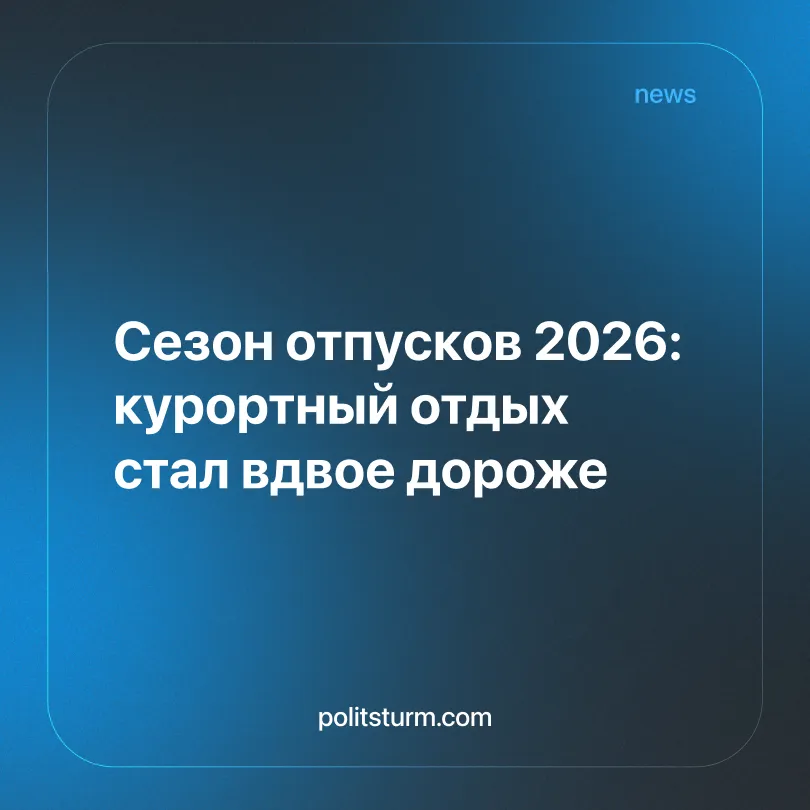 news
Сезон отпусков 2026:
курортный отдых
стал вдвое дороже
politsturm.com